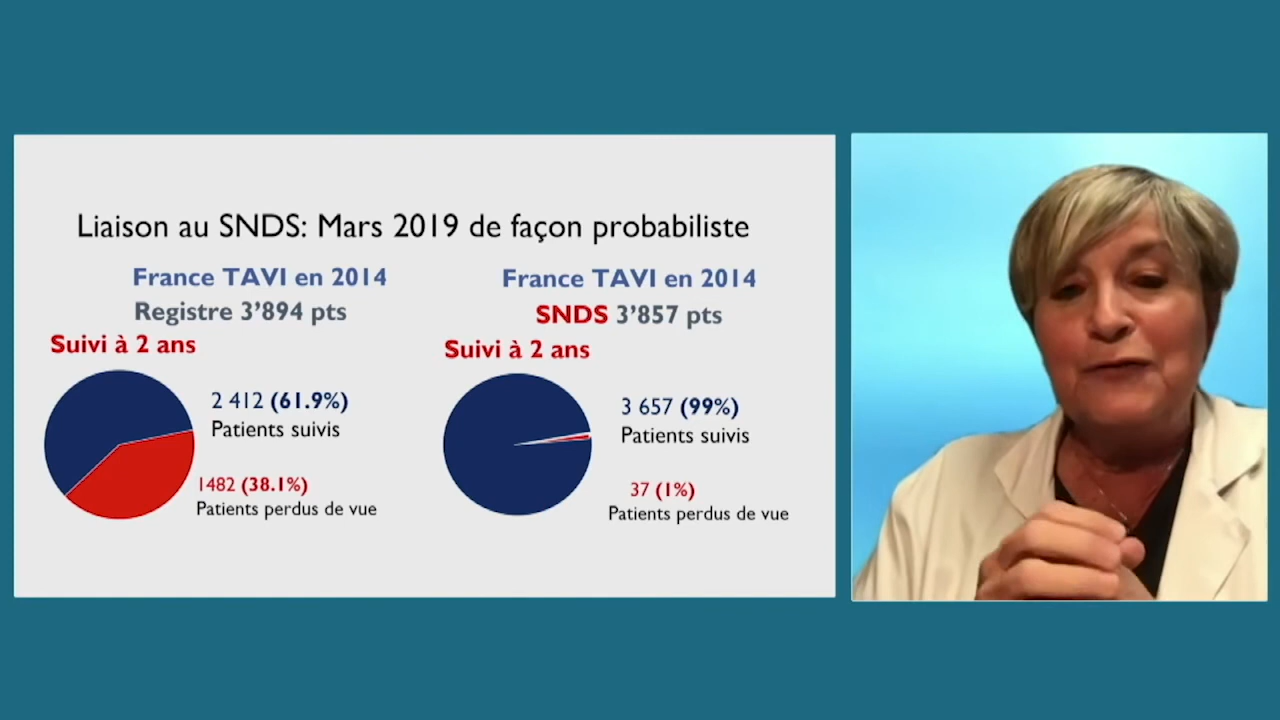 Liaison au SNDS: Mars 2019 de façon probabiliste
France TAVI en 2014
Registre 3’894 pts
Suivi à 2 ans
2 412 (61.9%)
Patients suivis
1482 (38.1%)
Patients perdus de vue
France TAVI en 2014
SNDS 3’857 pts
Suivi à 2 ans
3 657 (99%)
Patients suivis
37 (1%)
Patients perdus de vue